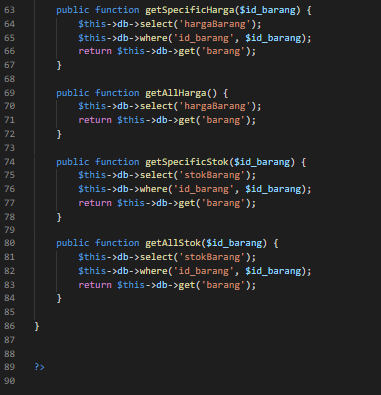 63 public function getSpecificHarga($id_barang) {
64 $this->db->select('hargaBarang');
65 $this->db->where('id_barang', $id_barang);
66 return $this->db->get('barang');
67 }
68
69 public function getAllHarga() {
70 $this->db->select('hargaBarang');
71 return $this->db->get('barang');
72 }
73
74 public function getSpecificStok($id_barang) {
75 $this->db->select('stokBarang');
76 $this->db->where('id_barang', $id_barang);
77 return $this->db->get('barang');
78 }
79
80 public function getAllStok($id_barang) {
81 $this->db->select('stokBarang');
82 $this->db->where('id_barang', $id_barang);
83 return $this->db->get('barang');
84 }
85
86 }
87
88
89 ?>
90